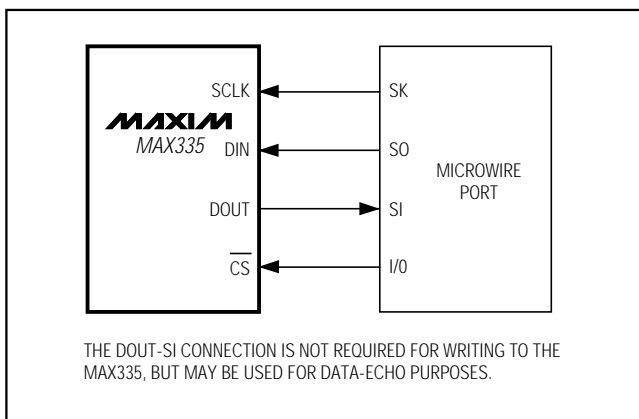 SCLK SK
MAXIM
MAX335
DIN SO
MICROWIRE
PORT
DOUT SI
CS I/0
THE DOUT-SI CONNECTION IS NOT REQUIRED FOR WRITING TO THE
MAX335, BUT MAY BE USED FOR DATA-ECHO PURPOSES.